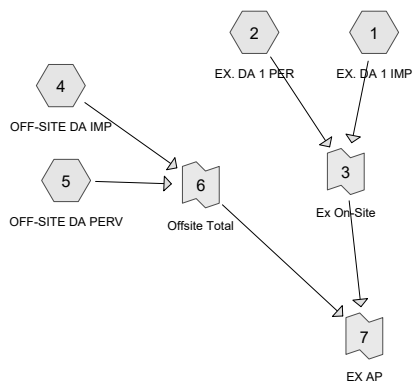 2
1
EX. DA 1 PER
EX. DA 1 IMP
4
OFF-SITE DA IMP
5
OFF-SITE DA PERV
6
Offsite Total
3
Ex On-Site
7
EX AP